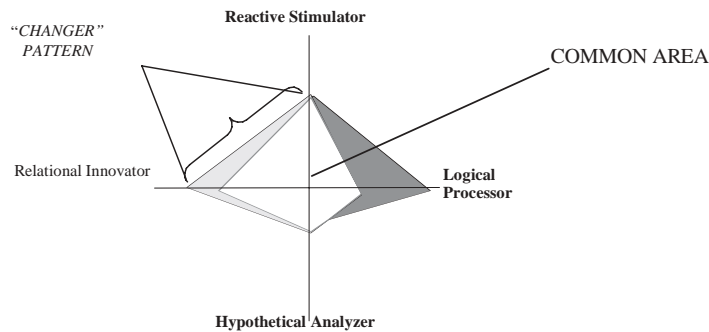 Reactive Stimulator
“CHANGER”
PATTERN
COMMON AREA
Relational Innovator
Logical
Processor
Hypothetical Analyzer